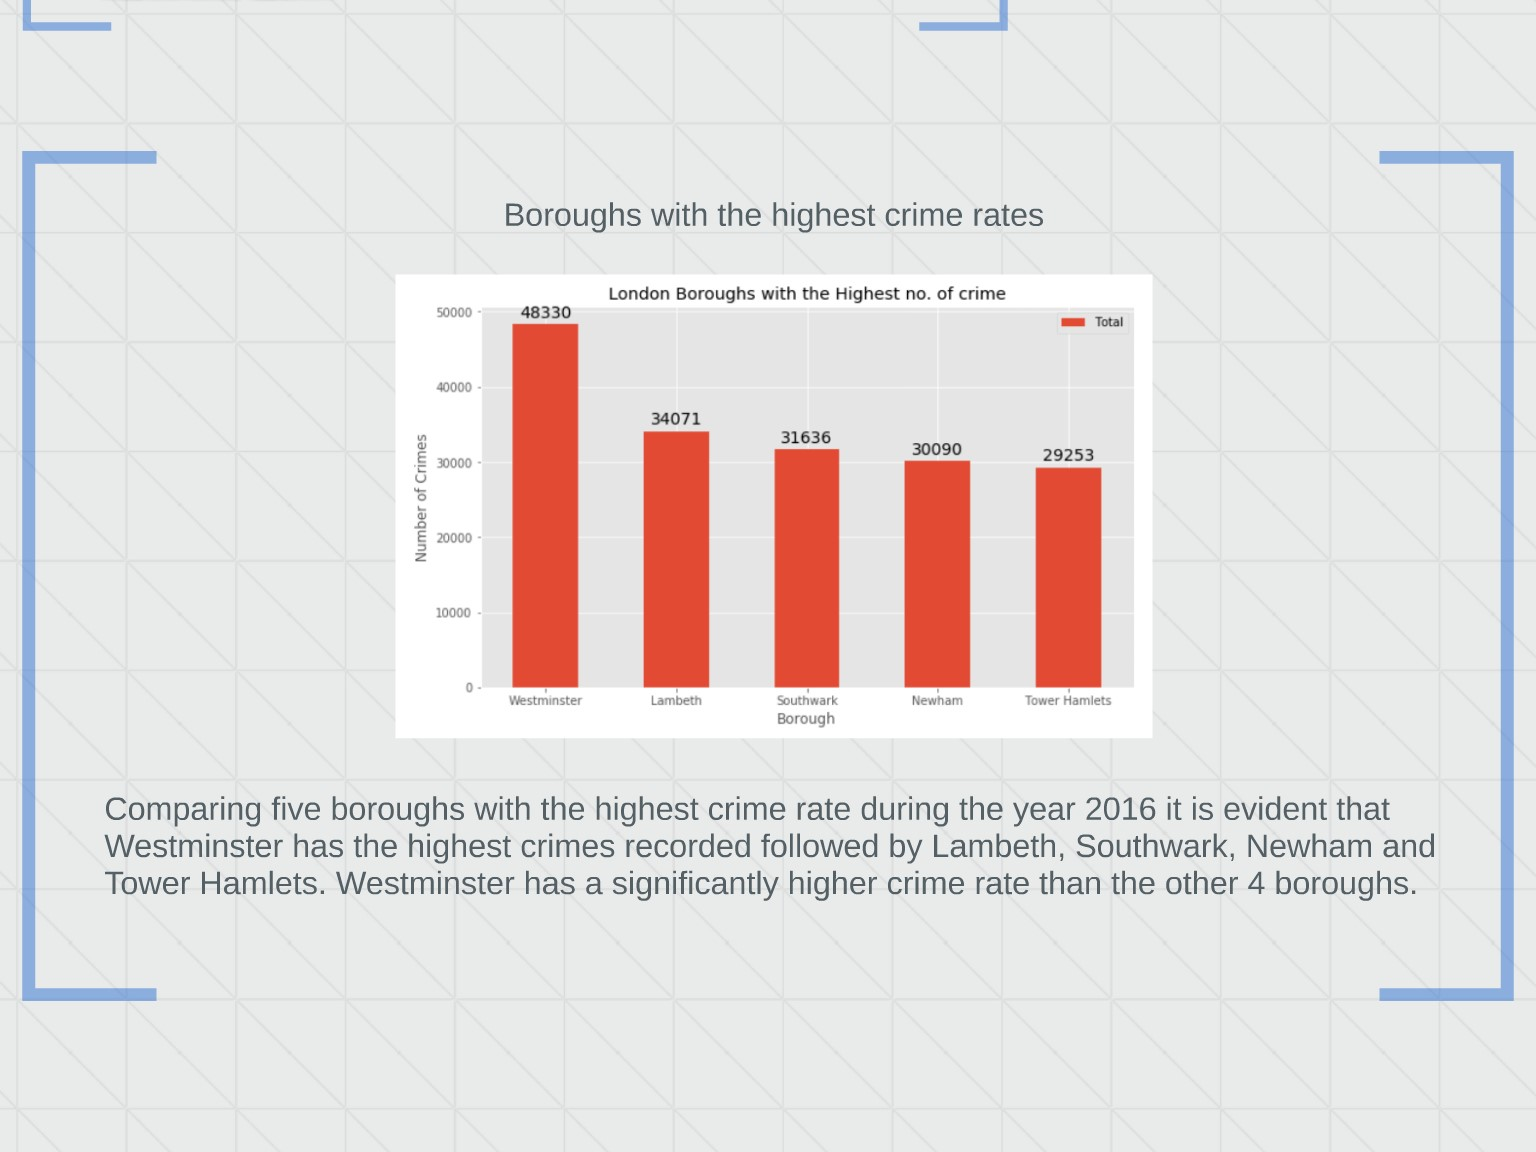 Boroughs with the highest crime rates
London Boroughs with the Highest no. of crime
Total
Number of Crimes
50000
40000
30000
20000
10000
0
48330
34071
31636
30090
29253
Westminster
Lambeth
Southwark
Newham
Tower Hamlets
Borough
Comparing five boroughs with the highest crime rate during the year 2016 it is evident that
Westminster has the highest crimes recorded followed by Lambeth, Southwark, Newham and
Tower Hamlets. Westminster has a significantly higher crime rate than the other 4 boroughs.